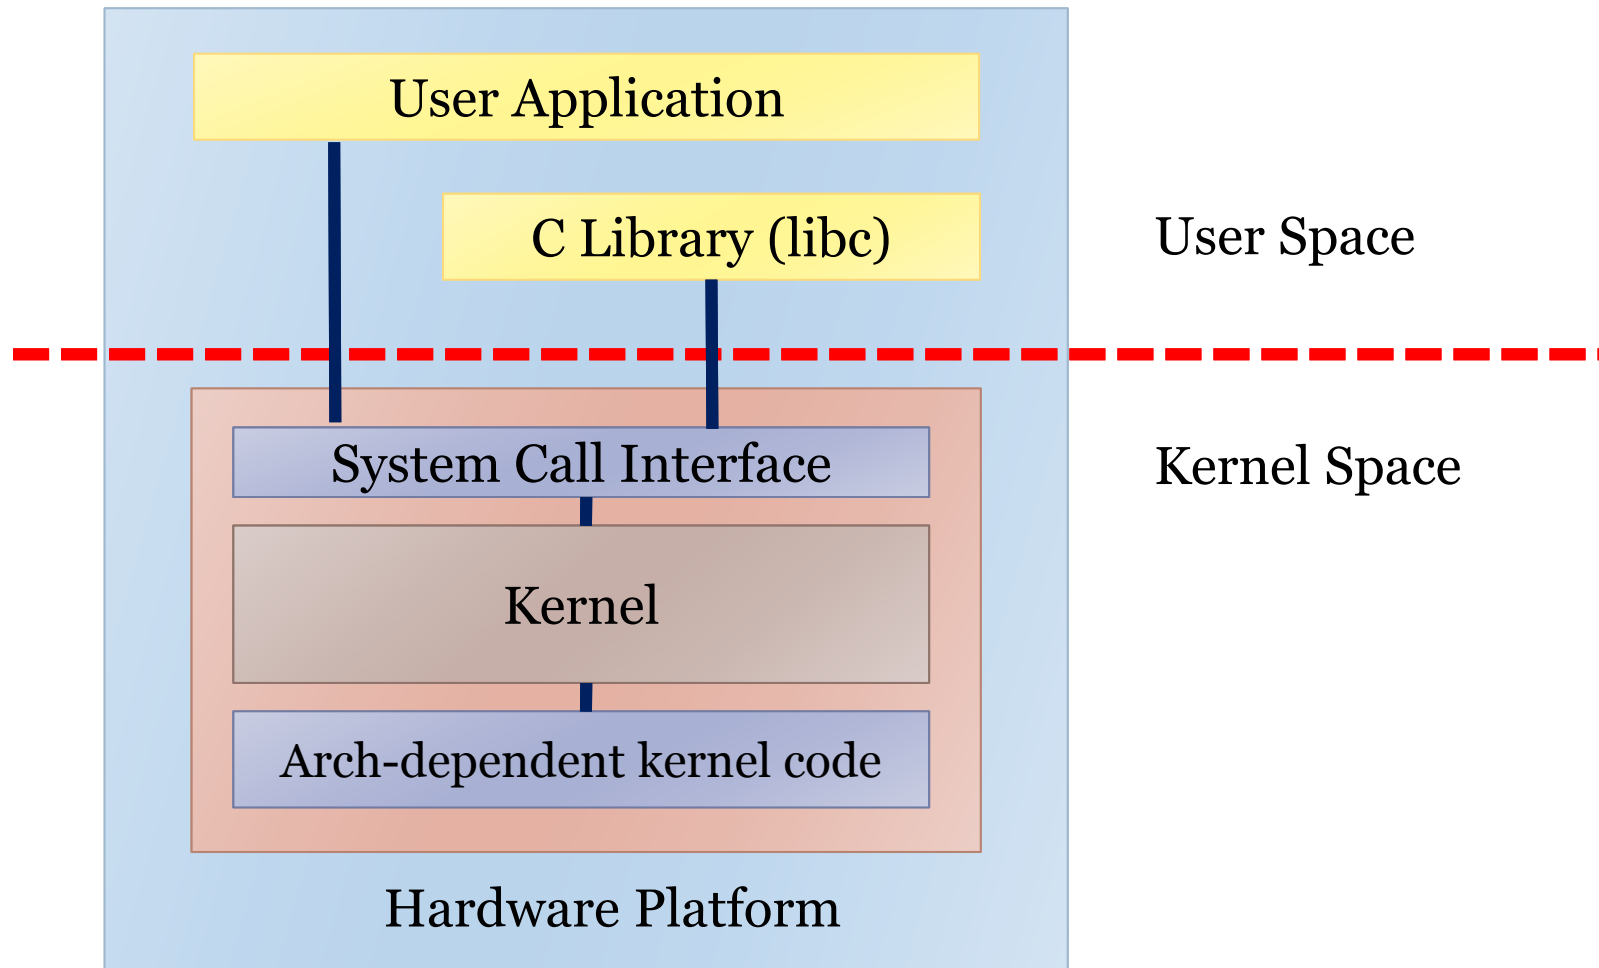 User Application
C Library (libc)
User Space
System Call Interface
Kernel Space
Kernel
Arch-dependent kernel code
Hardware Platform